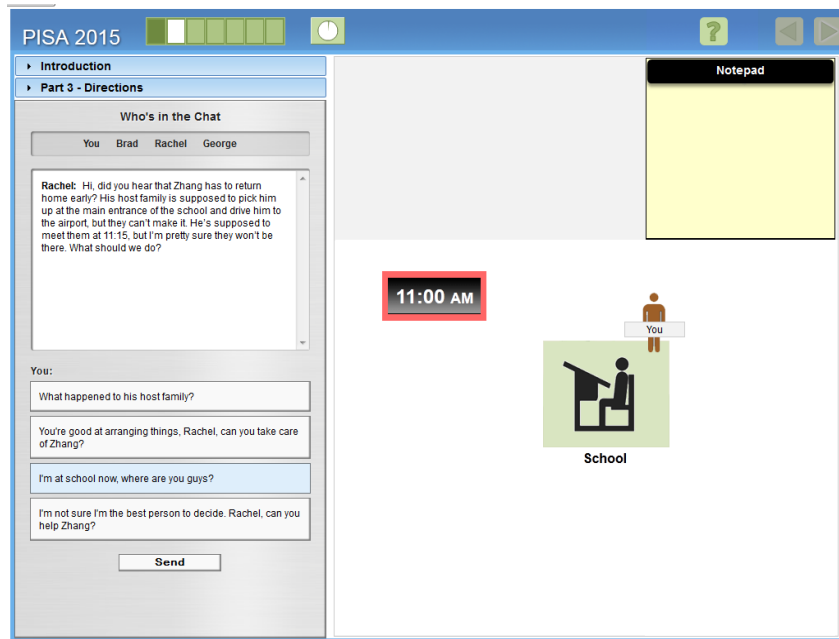 PISA 2015
?
Introduction
Part 3 - Directions
Who's in the Chat
You Brad Rachel George
Rachel: Hi, did you hear that Zhang has to return
home early? His host family is supposed to pick him
up at the main entrance of the school and drive him to
the airport, but they can't make it. He's supposed to
meet them at 11:15, but I'm pretty sure they won't be
there. What should we do?
You:
What happened to his host family?
You're good at arranging things, Rachel, can you take care
of Zhang?
I'm at school now, where are you guys?
I'm not sure I'm the best person to decide. Rachel, can you
help Zhang?
Send
Notepad
11:00 AM
You
School